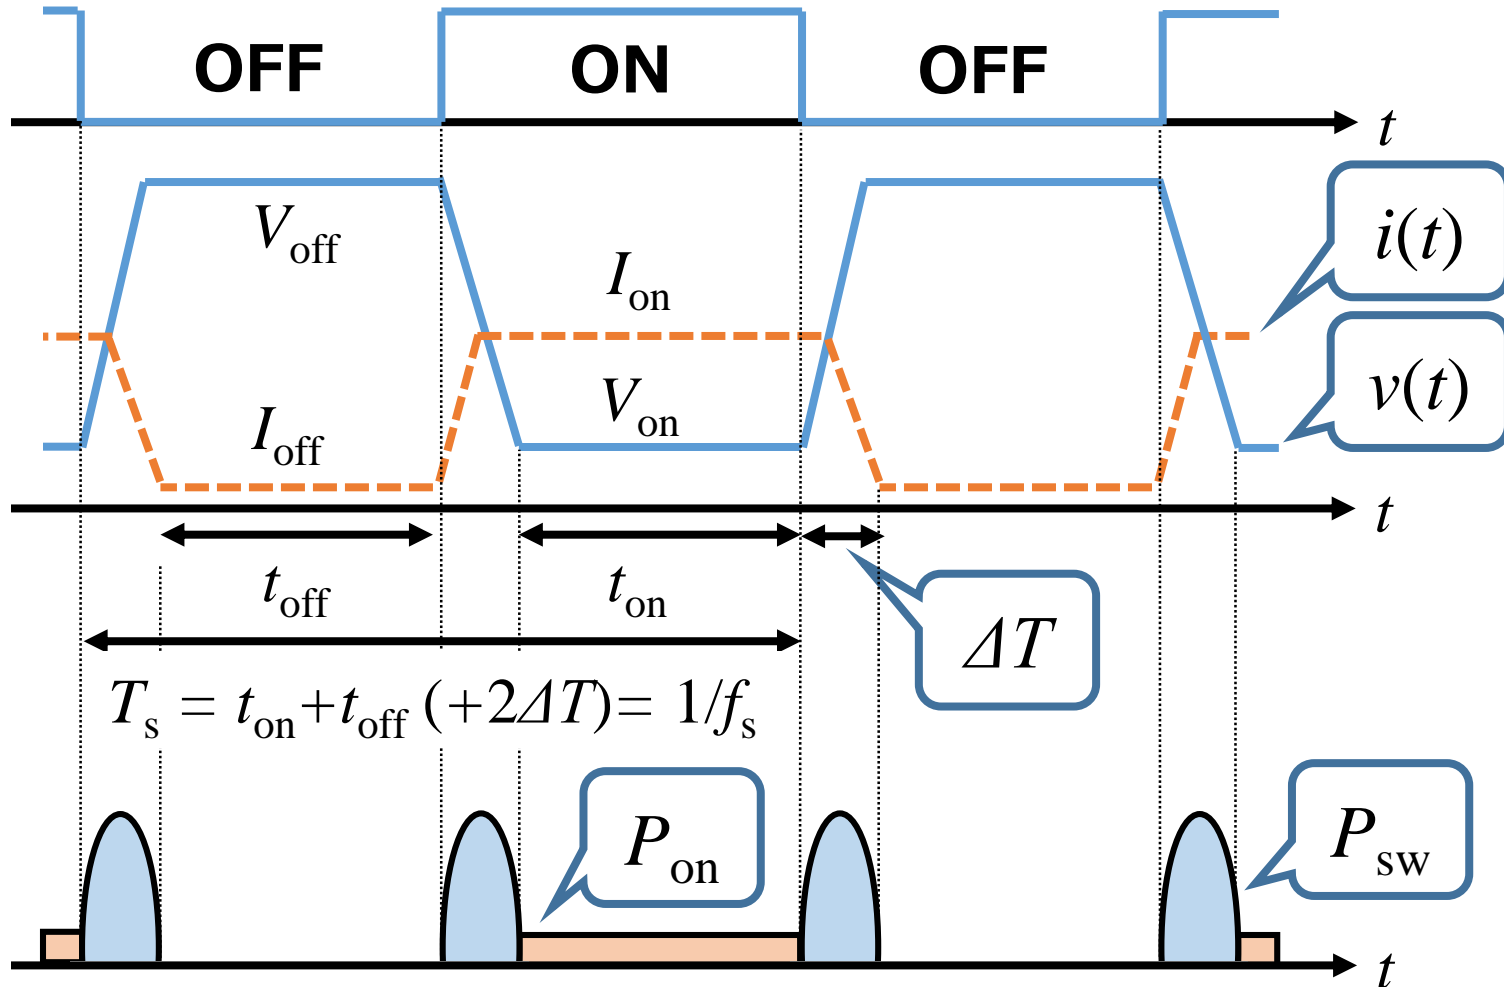 OFF ON OFF
t
V_off
I_on
i(t)
I_off
V_on
v(t)
t
t_off
t_on
ΔT
T_s = t_on+t_off (+2ΔT)= 1/f_s
P_on
P_sw
t